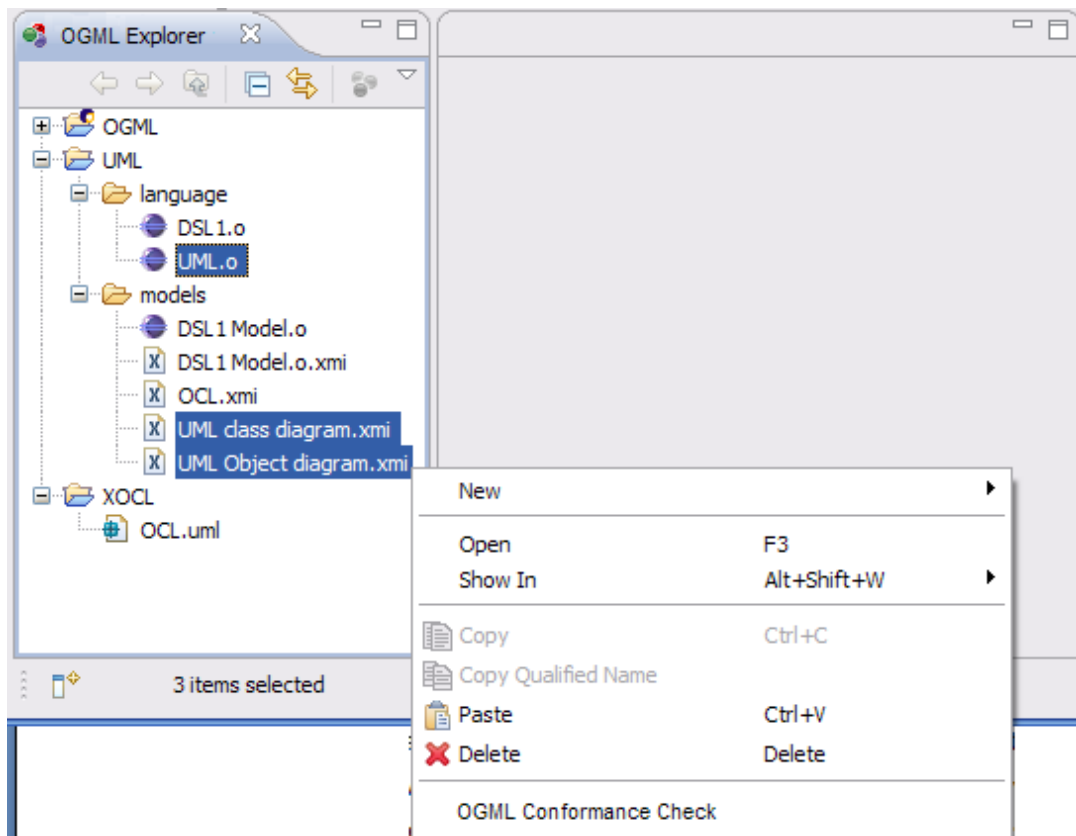 OGML Explorer
OGML
UML
language
DSL1.o
UML.o
models
DSL1 Model.o
DSL1 Model.o.xmi
OCL.xmi
UML class diagram.xmi
UML Object diagram.xmi
XOCL
OCL.uml
3 items selected
New
Open F3
Show In Alt+Shift+W
Copy Ctrl+C
Copy Qualified Name
Paste Ctrl+V
Delete Delete
OGML Conformance Check